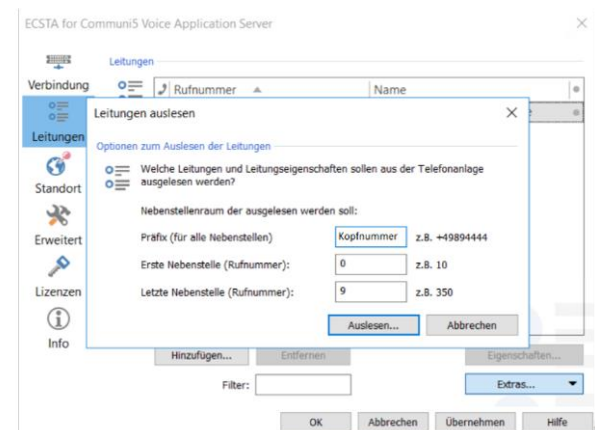 ECSTA for Communi5 Voice Application Server
Verbindung
Leitungen
Standort
Erweitert
Lizenzen
Info
Leitungen
Rufnummer Name
Leitungen auslesen
Optionen zum Auslesen der Leitungen
Welche Leitungen und Leitungseigenschaften sollen aus der Telefonanlage
ausgelesen werden?
Nebenstellenraum der ausgelesen werden soll:
Präfix (für alle Nebenstellen) Kopfnummer z.B. +49894444
Erste Nebenstelle (Rufnummer): 0 z.B. 10
Letzte Nebenstelle (Rufnummer): 9 z.B. 350
Auslesen... Abbrechen
Hinzufügen... Entfernen Eigenschaften...
Filter: Extras...
OK Abbrechen Übernehmen Hilfe